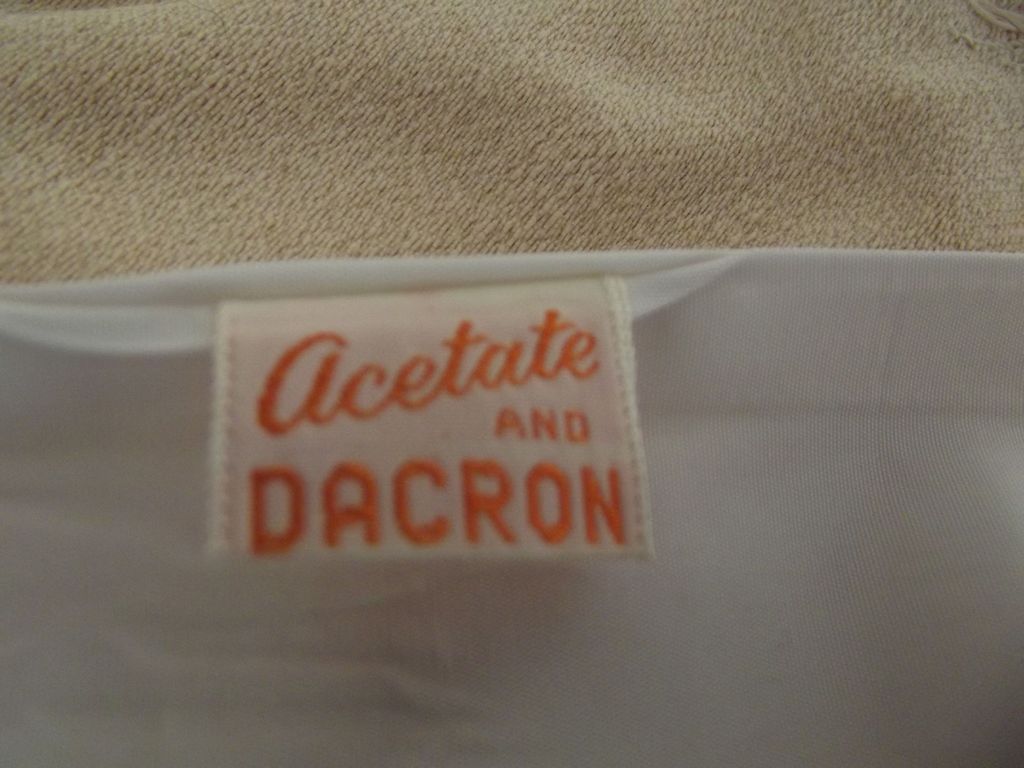 Acetate
AND
DACRON